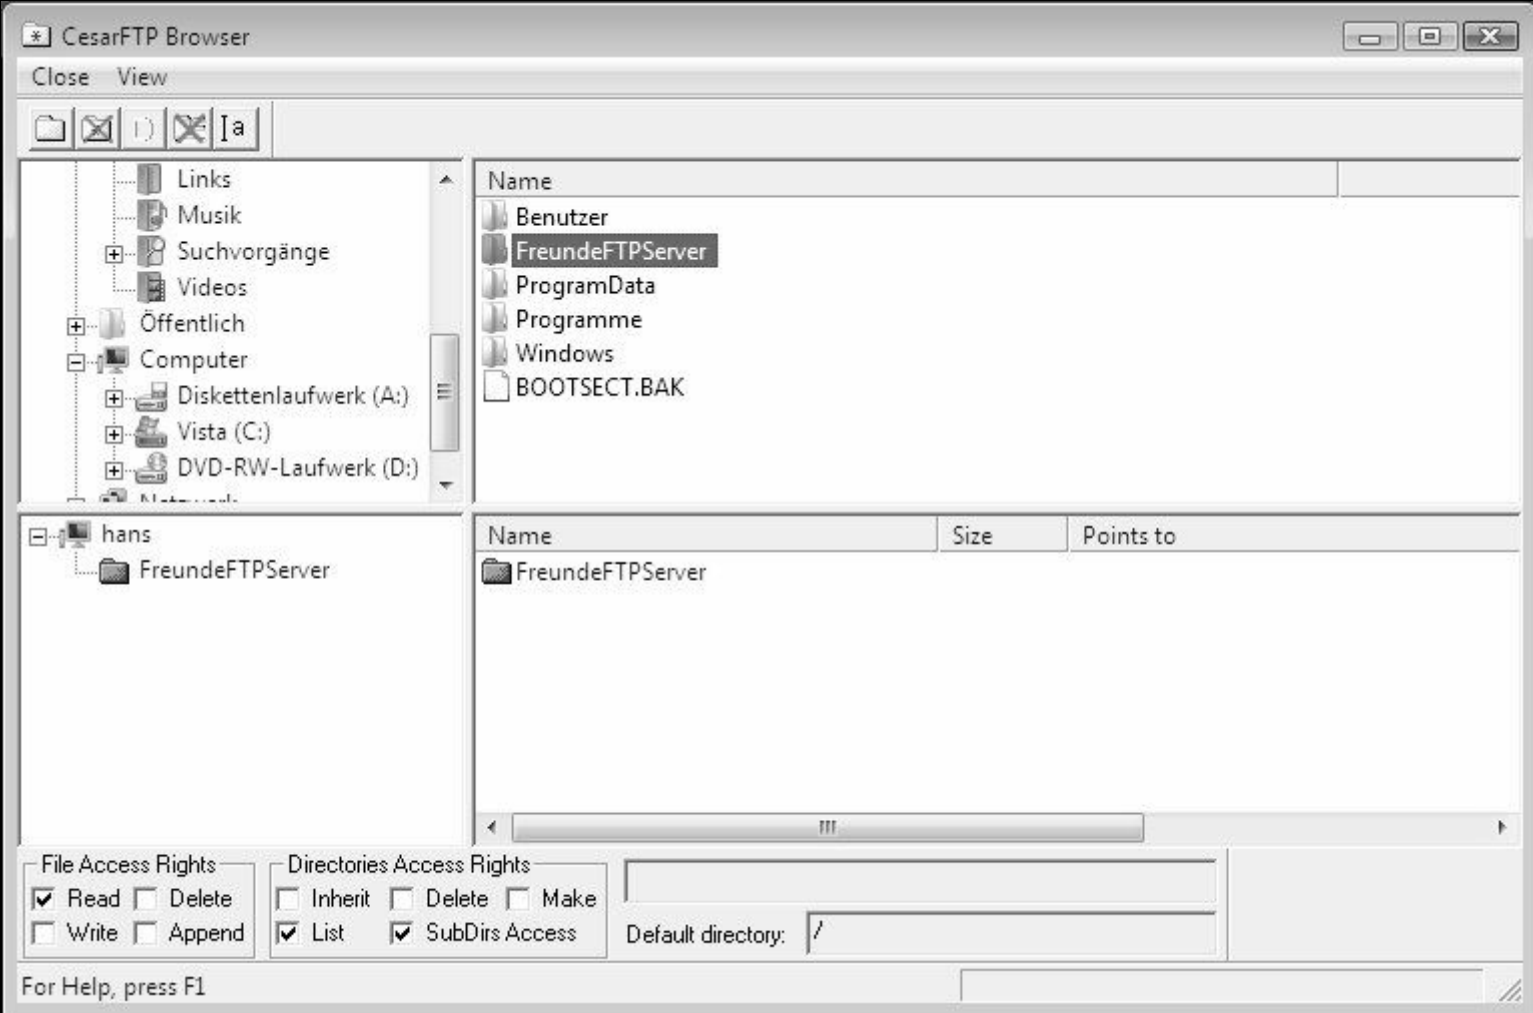 CesarFTP Browser
Close View
a
Links
Musik
Suchvorgänge
Videos
Öffentlich
Computer
Diskettenlaufwerk (A:)
Vista (C:)
DVD-RW-Laufwerk (D:)
Netzwerk
Name
Benutzer
FreundeFTPServer
ProgramData
Programme
Windows
BOOTSECT.BAK
hans
FreundeFTPServer
Name Size Points to
FreundeFTPServer
File Access Rights
Read Delete
Write Append
Directories Access Rights
Inherit Delete Make
List SubDirs Access
Default directory: /
For Help, press F1